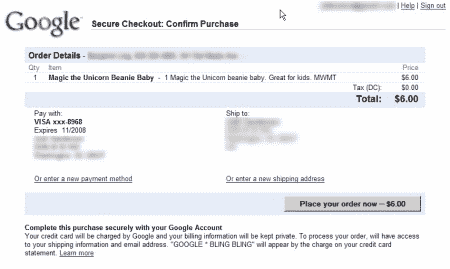 | Help | Sign out
Google Secure Checkout: Confirm Purchase
Order Details -
Qty Item Price
1 Magic the Unicorn Beanie Baby - 1 Magic the Unicorn beanie baby. Great for kids. MWMT $6.00
Tax (DC): $0.00
Total: $6.00
Pay with: Ship to:
VISA xxx-8968
Expires 11/2008
Or enter a new payment method Or enter a new shipping address
Place your order now – $6.00
Complete this purchase securely with your Google Account
Your credit card will be charged by Google and your billing information will be kept private. To process your order, will have access
to your shipping information and email address. "GOOGLE * BLING BLING" will appear by the charge on your credit card
statement. Learn more